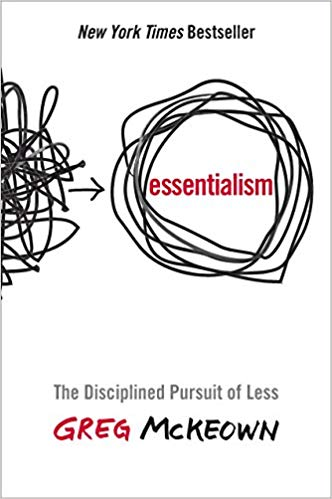 New York Times Bestseller
essentialism
The Disciplined Pursuit of Less
GREG MCKEOWN